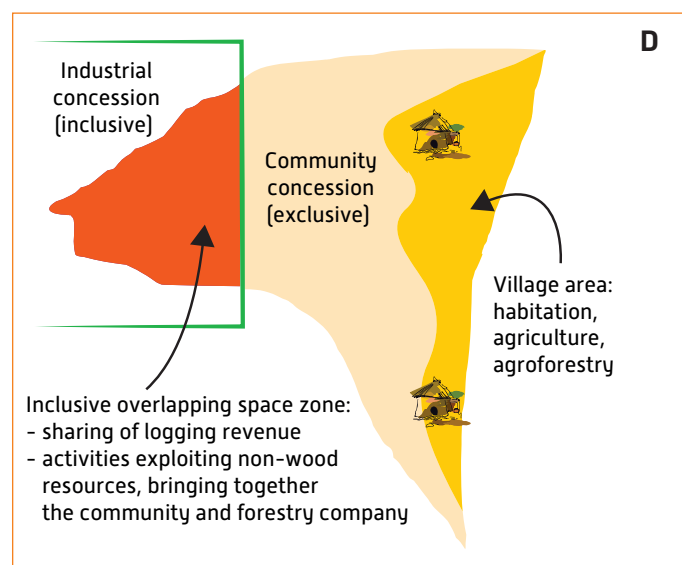 D
Industrial
concession
(inclusive)
Community
concession
(exclusive)
Village area:
habitation,
agriculture,
agroforestry
Inclusive overlapping space zone:
- sharing of logging revenue
- activities exploiting non-wood
resources, bringing together
the community and forestry company